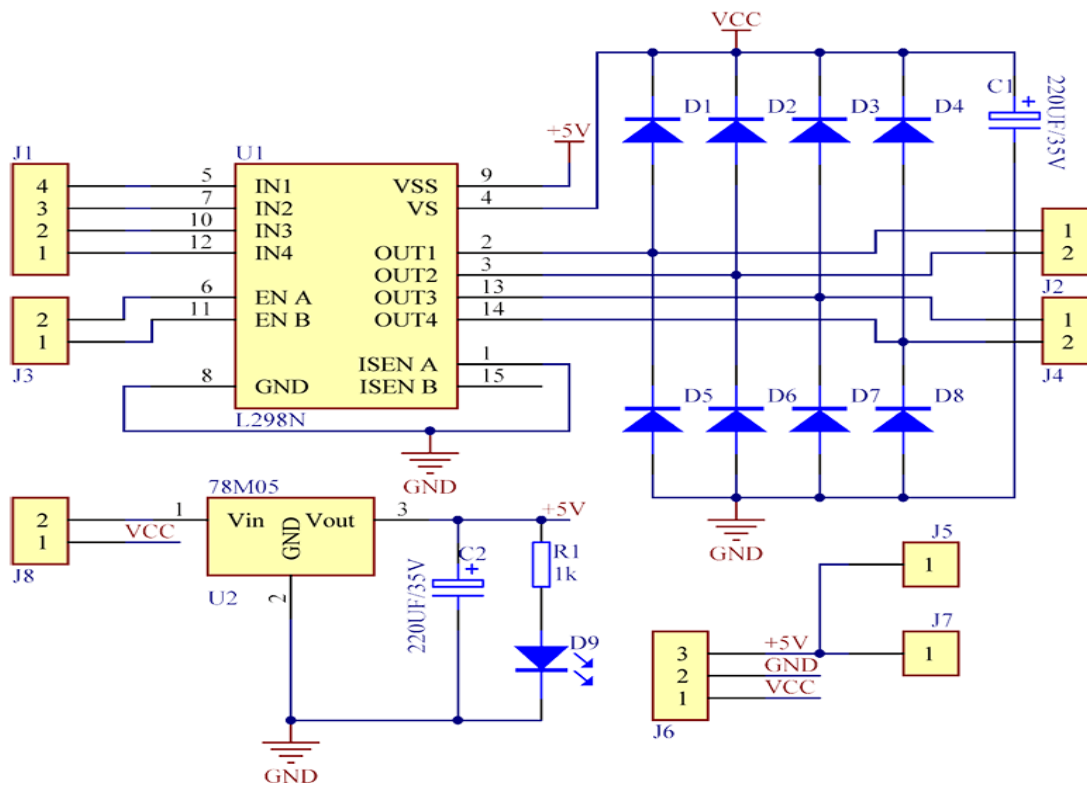 VCC
D1
D2
D3
D4
C1
+
220UF/35V
J1
4
3
2
1
U1
+5V
5
IN1
VSS
9
7
IN2
VS
4
10
IN3
12
IN4
OUT1
2
OUT2
3
6
EN A
OUT3
13
11
EN B
OUT4
14
ISEN A
1
8
GND
ISEN B
15
L298N
GND
2
1
J3
1
2
J2
1
2
J4
D5
D6
D7
D8
GND
78M05
2
1
J8
1
VCC
Vin
GND
Vout
3
2
U2
+5V
C2
+
220UF/35V
R1
1k
D9
GND
J5
1
J7
1
3
+5V
2
GND
1
VCC
J6